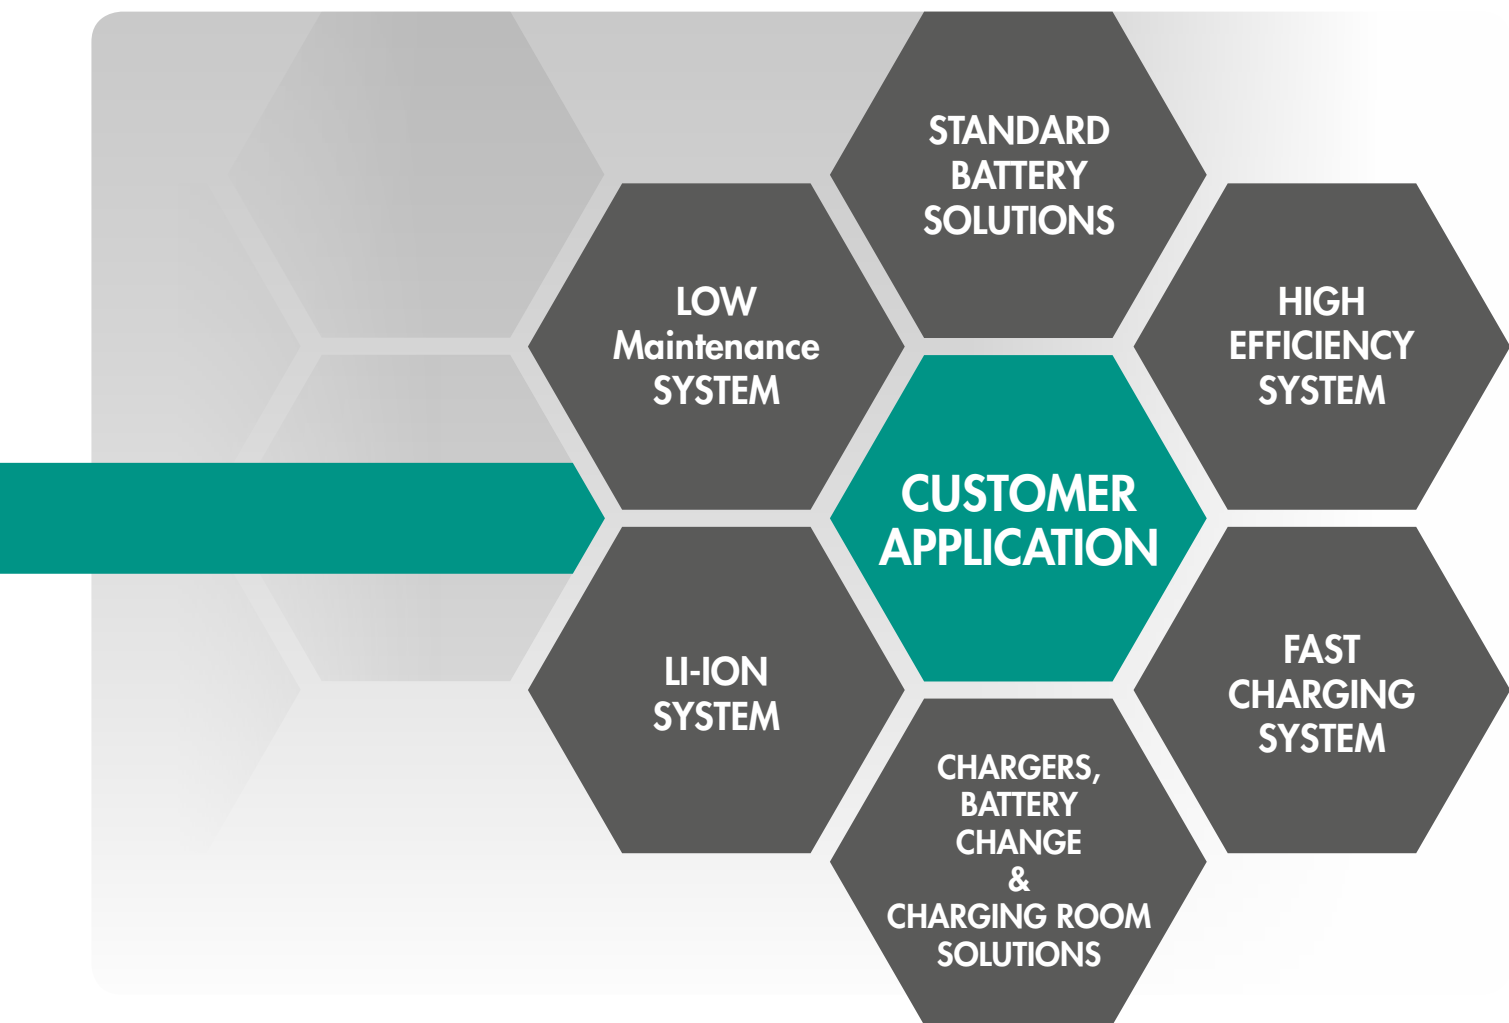 STANDARD
BATTERY
SOLUTIONS
LOW
Maintenance
SYSTEM
HIGH
EFFICIENCY
SYSTEM
CUSTOMER
APPLICATION
LI-ION
SYSTEM
FAST
CHARGING
SYSTEM
CHARGERS,
BATTERY
CHANGE
&
CHARGING ROOM
SOLUTIONS